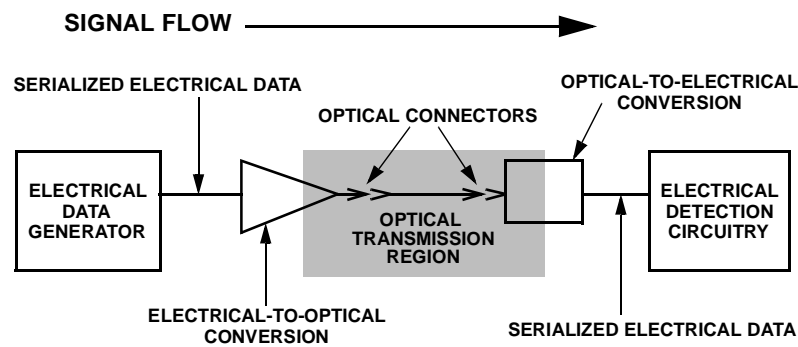 SIGNAL FLOW
SERIALIZED ELECTRICAL DATA
OPTICAL CONNECTORS
OPTICAL-TO-ELECTRICAL
CONVERSION
ELECTRICAL
DATA
GENERATOR
OPTICAL
TRANSMISSION
REGION
ELECTRICAL
DETECTION
CIRCUITRY
ELECTRICAL-TO-OPTICAL
CONVERSION
SERIALIZED ELECTRICAL DATA